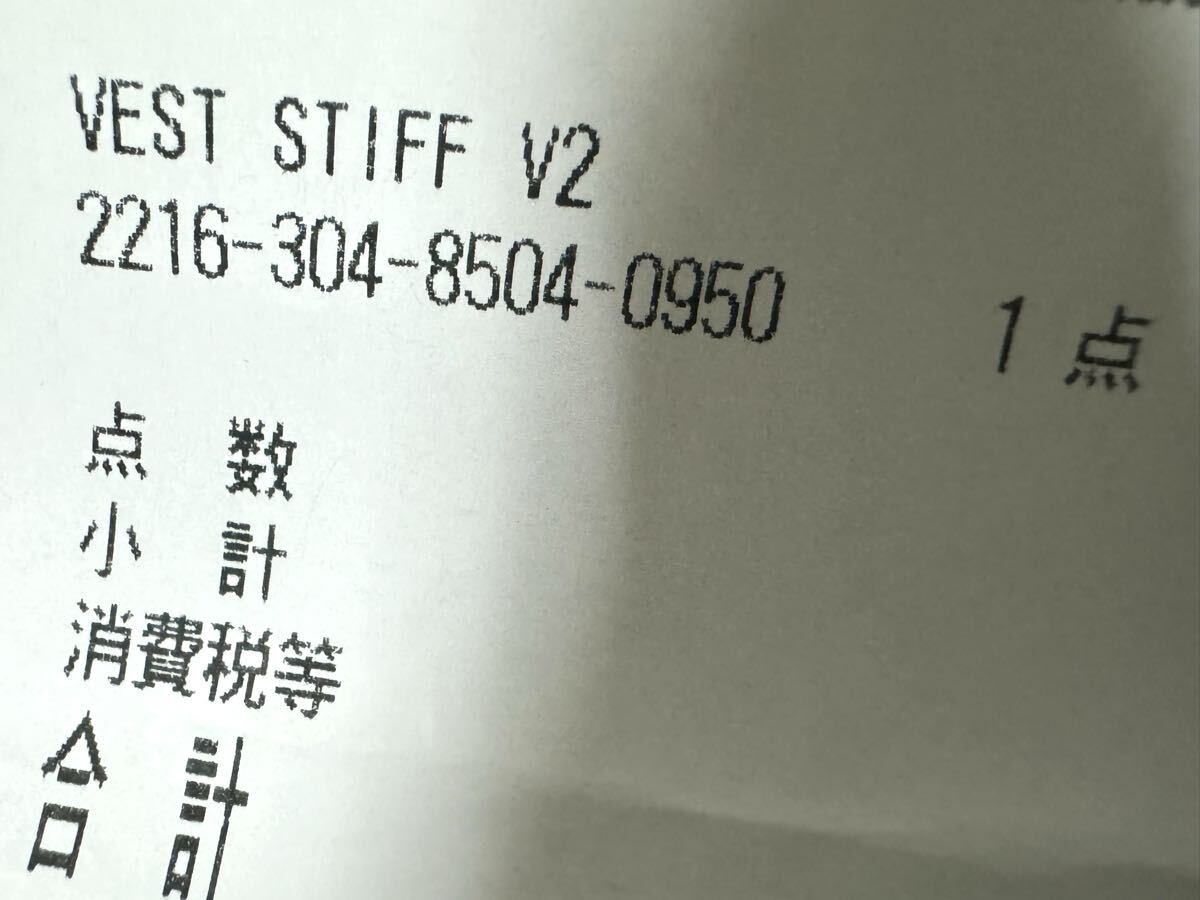 VEST STIFF V2
2216-304-8504-0950 1 点
点 数
小 計
消費税等
合 計